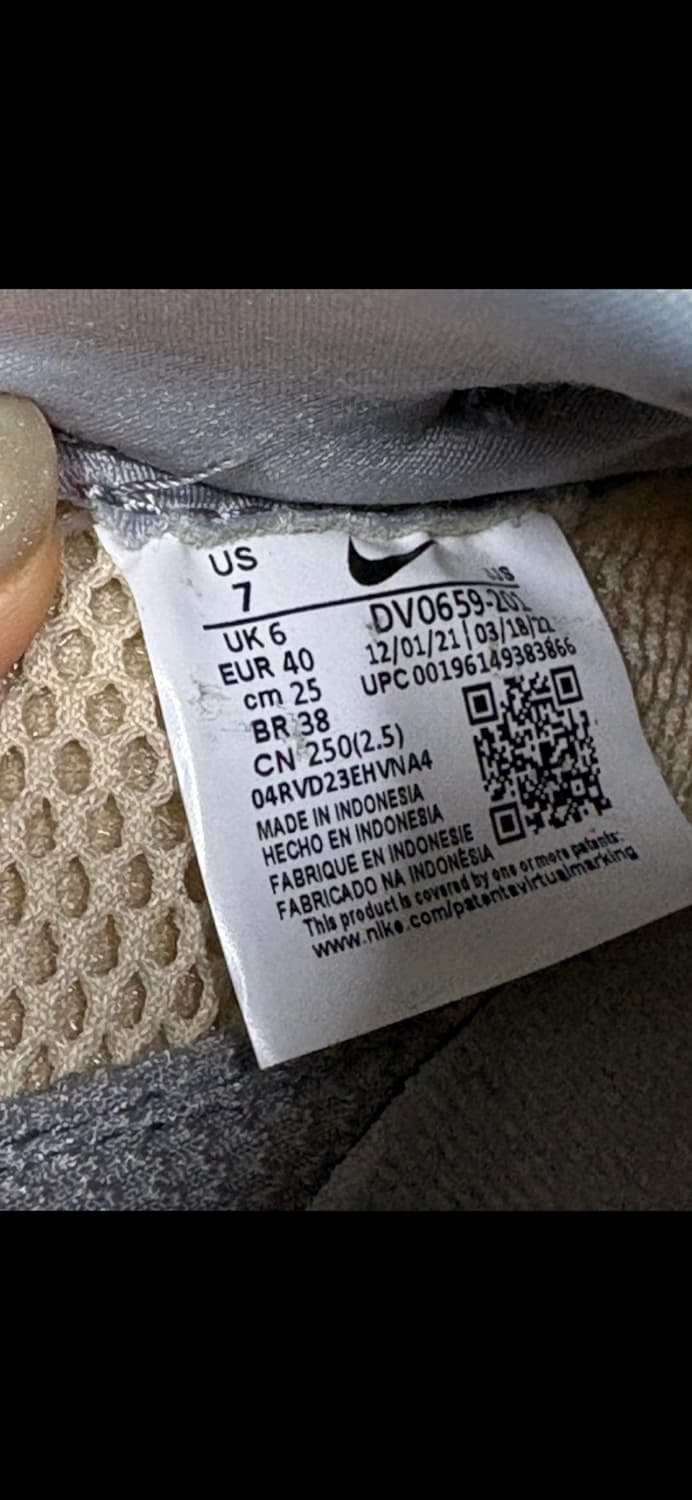 US
7
UK 6
EUR 40
cm 25
BR 38
CN 250(2.5)
04RVD23EHVNA4
MADE IN INDONESIA
HECHO EN INDONESIA
FABRIQUE EN INDONESIE
FABRICADO NA INDONÉSIA
This product is covered by one or more patents:
www.nike.com/patentavirtualmarking
US
DV0659-201
12/01/21 | 03/18/22
UPC 00196149383866